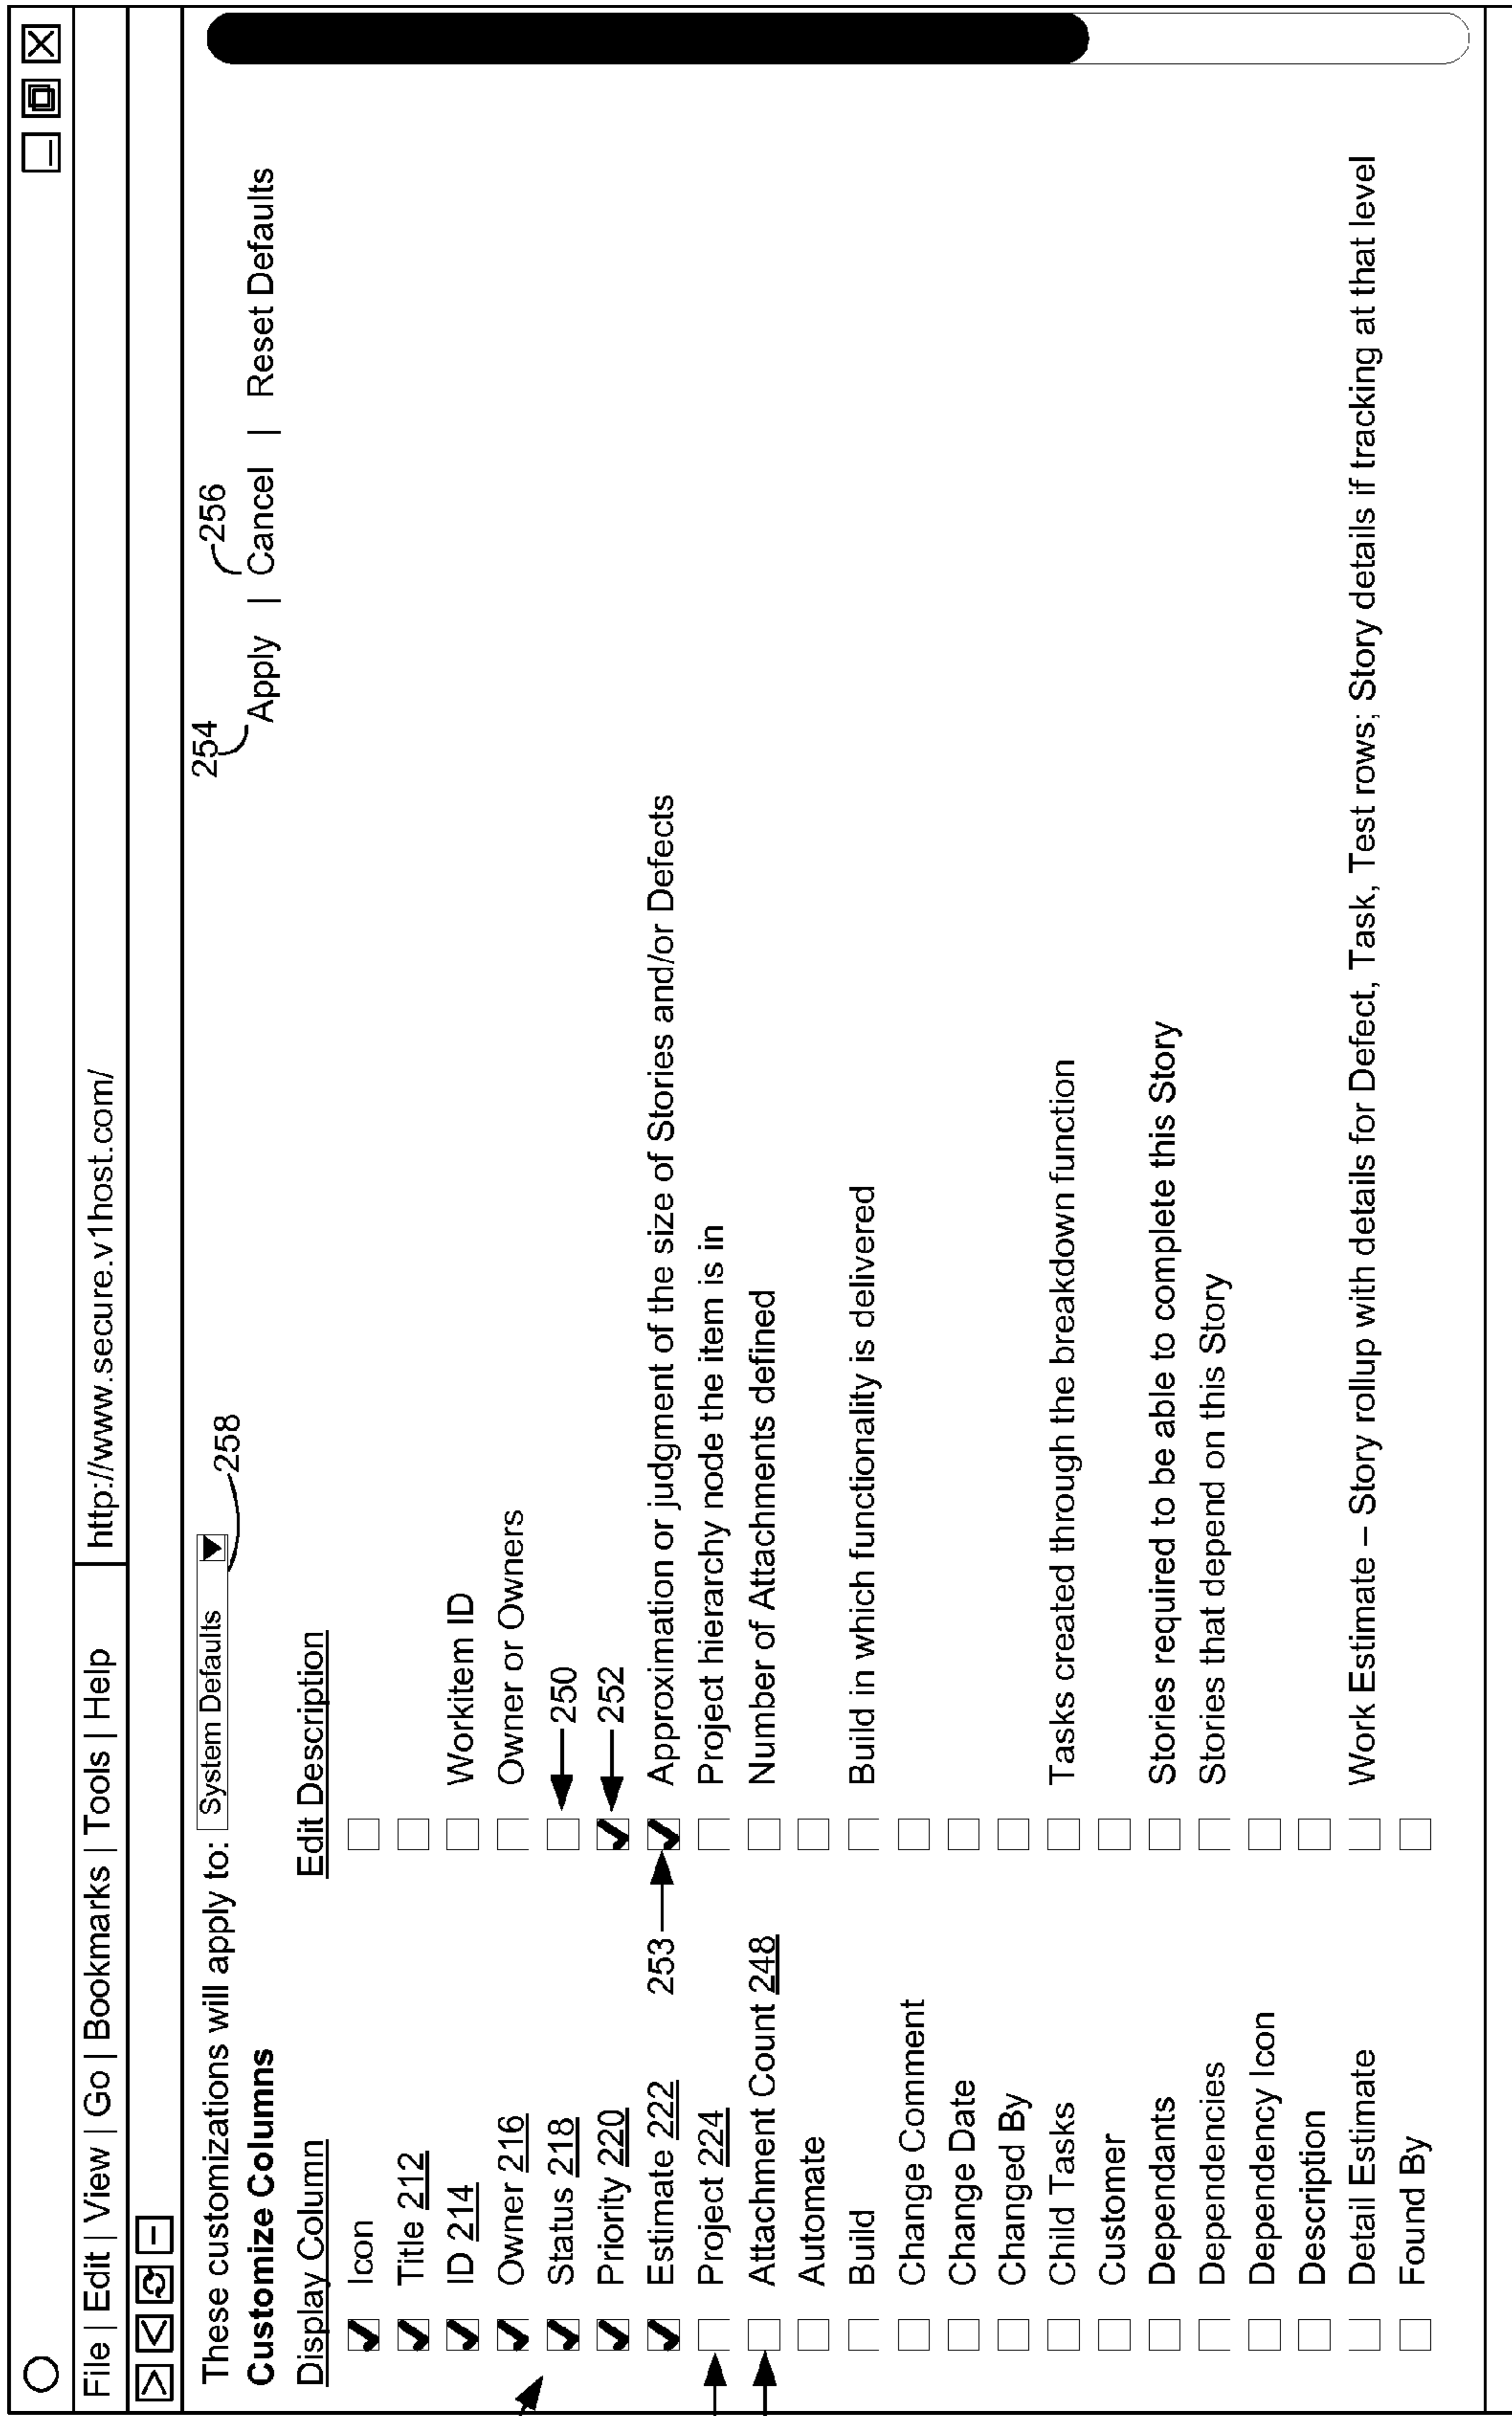 File | Edit | View | Go | Bookmarks | Tools | Help
http://www.secure.v1host.com/
These customizations will apply to: System Defaults
258
254
256
Customize Columns
Apply | Cancel | Reset Defaults
Display Column Edit Description
Icon
Title 212
ID 214 Workitem ID
Owner 216 Owner or Owners
Status 218 250
Priority 220 252
Estimate 222 253 Approximation or judgment of the size of Stories and/or Defects
Project 224 Project hierarchy node the item is in
Attachment Count 248 Number of Attachments defined
Automate
Build Build in which functionality is delivered
Change Comment
Change Date
Changed By
Child Tasks Tasks created through the breakdown function
Customer
Dependants Stories required to be able to complete this Story
Dependencies Stories that depend on this Story
Dependency Icon
Description
Detail Estimate Work Estimate – Story rollup with details for Defect, Task, Test rows; Story details if tracking at that level
Found By